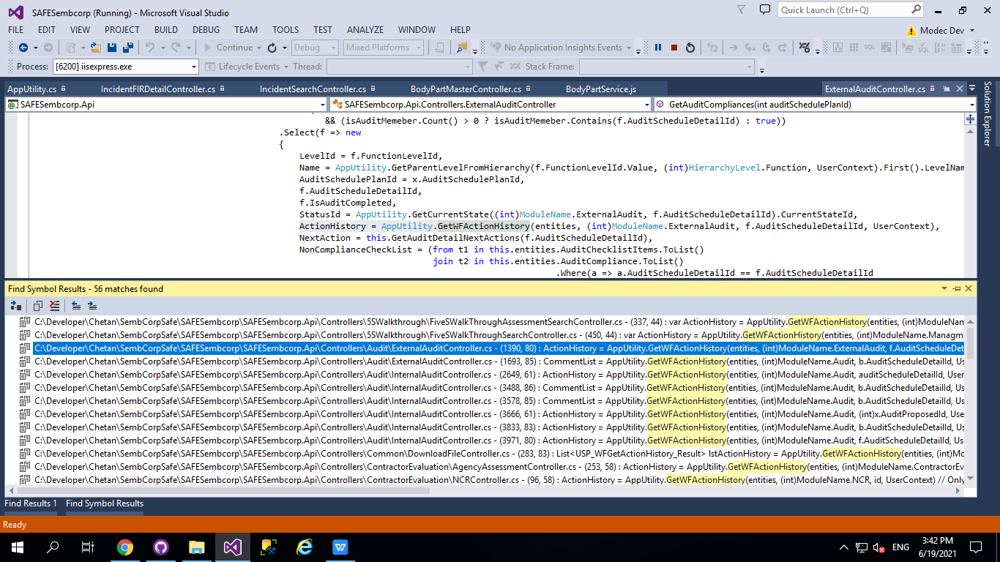 SAFESembcorp (Running) - Microsoft Visual Studio
Quick Launch (Ctrl+Q)
FILE EDIT VIEW PROJECT BUILD DEBUG TEAM TOOLS TEST ANALYZE WINDOW HELP
Modec Dev
Continue Debug Mixed Platforms No Application Insights Events
Process: [6200] iisexpress.exe Lifecycle Events Thread: Stack Frame:
AppUtility.cs IncidentFIRDetailController.cs IncidentSearchController.cs BodyPartMasterController.cs BodyPartService.js ExternalAuditController.cs
Solution Explorer
SAFESembcorp.Api SAFESembcorp.Api.Controllers.ExternalAuditController GetAuditCompliances(int auditSchedulePlanId)
&& (isAuditMemeber.Count() > 0 ? isAuditMemeber.Contains(f.AuditScheduleDetailId) : true))
.Select(f => new
{
LevelId = f.FunctionLevelId,
Name = AppUtility.GetParentLevelFromHierarchy(f.FunctionLevelId.Value, (int)HierarchyLevel.Function, UserContext).First().LevelNam
AuditSchedulePlanId = x.AuditSchedulePlanId,
f.AuditScheduleDetailId,
f.IsAuditCompleted,
StatusId = AppUtility.GetCurrentState((int)ModuleName.ExternalAudit, f.AuditScheduleDetailId).CurrentStateId,
ActionHistory = AppUtility.GetWFActionHistory(entities, (int)ModuleName.ExternalAudit, f.AuditScheduleDetailId, UserContext),
NextAction = this.GetAuditDetailNextActions(f.AuditScheduleDetailId),
NonComplianceCheckList = (from t1 in this.entities.AuditChecklistItems.ToList()
join t2 in this.entities.AuditCompliance.ToList()
.Where(a => a.AuditScheduleDetailId == f.AuditScheduleDetailId
Find Symbol Results - 56 matches found
C:\Developer\Chetan\SembCorpSafe\SAFESembcorp\SAFESembcorp.Api\Controllers\5SWalkthrough\FiveSWalkThroughAssessmentSearchController.cs - (337, 44) : var ActionHistory = AppUtility.GetWFActionHistory(entities, (int)ModuleNam
C:\Developer\Chetan\SembCorpSafe\SAFESembcorp\SAFESembcorp.Api\Controllers\5SWalkthrough\FiveSWalkThroughSearchController.cs - (450, 44) : var ActionHistory = AppUtility.GetWFActionHistory(entities, (int)ModuleName.Managm
C:\Developer\Chetan\SembCorpSafe\SAFESembcorp\SAFESembcorp.Api\Controllers\Audit\ExternalAuditController.cs - (1390, 80) : ActionHistory = AppUtility.GetWFActionHistory(entities, (int)ModuleName.ExternalAudit, f.AuditScheduleDet
C:\Developer\Chetan\SembCorpSafe\SAFESembcorp\SAFESembcorp.Api\Controllers\Audit\ExternalAuditController.cs - (1693, 85) : CommentList = AppUtility.GetWFActionHistory(entities, (int)ModuleName.Audit, b.AuditScheduleDetailId, Us
C:\Developer\Chetan\SembCorpSafe\SAFESembcorp\SAFESembcorp.Api\Controllers\Audit\InternalAuditController.cs - (2649, 61) : ActionHistory = AppUtility.GetWFActionHistory(entities, (int)ModuleName.Audit, auditScheduleDetailId, User
C:\Developer\Chetan\SembCorpSafe\SAFESembcorp\SAFESembcorp.Api\Controllers\Audit\InternalAuditController.cs - (3488, 86) : CommentList = AppUtility.GetWFActionHistory(entities, (int)ModuleName.Audit, b.AuditScheduleDetailId, Us
C:\Developer\Chetan\SembCorpSafe\SAFESembcorp\SAFESembcorp.Api\Controllers\Audit\InternalAuditController.cs - (3578, 85) : CommentList = AppUtility.GetWFActionHistory(entities, (int)ModuleName.Audit, b.AuditScheduleDetailId, Us
C:\Developer\Chetan\SembCorpSafe\SAFESembcorp\SAFESembcorp.Api\Controllers\Audit\InternalAuditController.cs - (3666, 61) : ActionHistory = AppUtility.GetWFActionHistory(entities, (int)ModuleName.Audit, (int)x.AuditProposedId, Use
C:\Developer\Chetan\SembCorpSafe\SAFESembcorp\SAFESembcorp.Api\Controllers\Audit\InternalAuditController.cs - (3833, 83) : ActionHistory = AppUtility.GetWFActionHistory(entities, (int)ModuleName.Audit, b.AuditScheduleDetailId, Us
C:\Developer\Chetan\SembCorpSafe\SAFESembcorp\SAFESembcorp.Api\Controllers\Audit\InternalAuditController.cs - (3971, 80) : ActionHistory = AppUtility.GetWFActionHistory(entities, (int)ModuleName.Audit, f.AuditScheduleDetailId, Us
C:\Developer\Chetan\SembCorpSafe\SAFESembcorp\SAFESembcorp.Api\Controllers\Common\DownloadFileController.cs - (283, 83) : List<USP_WFGetActionHistory_Result> lstActionHistory = AppUtility.GetWFActionHistory(entities, (int)Mo
C:\Developer\Chetan\SembCorpSafe\SAFESembcorp\SAFESembcorp.Api\Controllers\ContractorEvaluation\AgencyAssessmentController.cs - (253, 58) : ActionHistory = AppUtility.GetWFActionHistory(entities, (int)ModuleName.ContractorEv
C:\Developer\Chetan\SembCorpSafe\SAFESembcorp\SAFESembcorp.Api\Controllers\ContractorEvaluation\NCRController.cs - (96, 58) : ActionHistory = AppUtility.GetWFActionHistory(entities, (int)ModuleName.NCR, id, UserContext) // Only
Find Results 1 Find Symbol Results
Ready
ENG
3:42 PM
6/19/2021